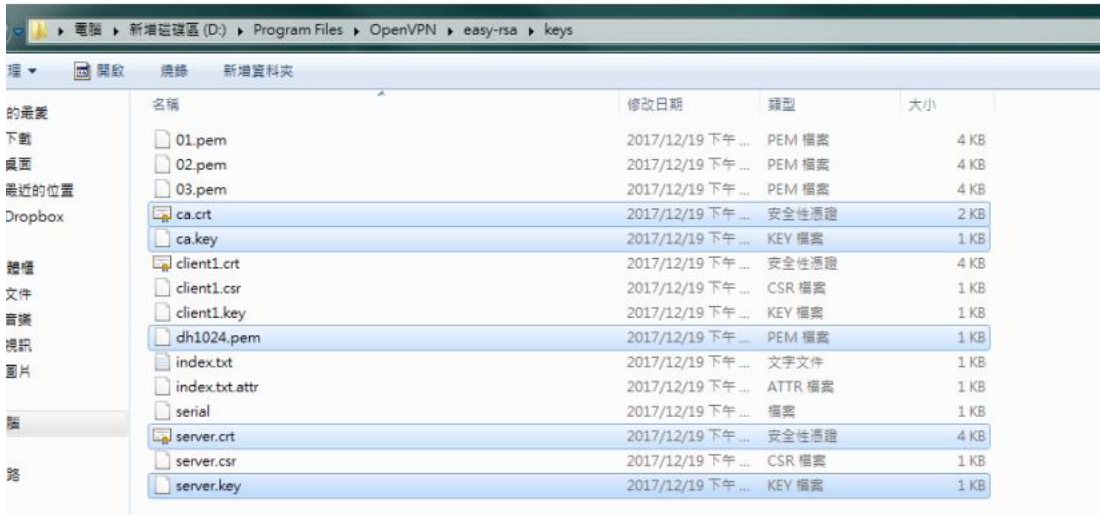 電腦 ▸ 新增磁碟區 (D:) ▸ Program Files ▸ OpenVPN ▸ easy-rsa ▸ keys
理 開啟 燒錄 新增資料夾
名稱 修改日期 類型 大小
的最愛
下載
桌面
最近的位置
Dropbox
體櫃
文件
音樂
視訊
圖片
腦
路
01.pem 2017/12/19 下午 ... PEM 檔案 4 KB
02.pem 2017/12/19 下午 ... PEM 檔案 4 KB
03.pem 2017/12/19 下午 ... PEM 檔案 4 KB
ca.crt 2017/12/19 下午 ... 安全性憑證 2 KB
ca.key 2017/12/19 下午 ... KEY 檔案 1 KB
client1.crt 2017/12/19 下午 ... 安全性憑證 4 KB
client1.csr 2017/12/19 下午 ... CSR 檔案 1 KB
client1.key 2017/12/19 下午 ... KEY 檔案 1 KB
dh1024.pem 2017/12/19 下午 ... PEM 檔案 1 KB
index.txt 2017/12/19 下午 ... 文字文件 1 KB
index.txt.attr 2017/12/19 下午 ... ATTR 檔案 1 KB
serial 2017/12/19 下午 ... 檔案 1 KB
server.crt 2017/12/19 下午 ... 安全性憑證 4 KB
server.csr 2017/12/19 下午 ... CSR 檔案 1 KB
server.key 2017/12/19 下午 ... KEY 檔案 1 KB